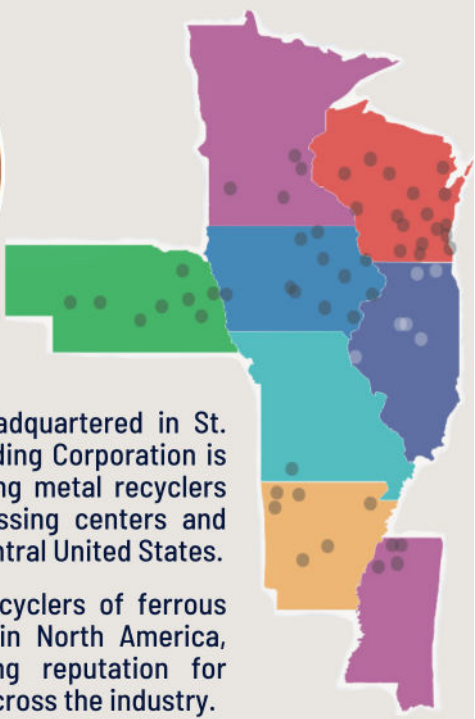 adquartered in St.
ding Corporation is
ng metal recyclers
ssing centers and
ntral United States.
cyclers of ferrous
in North America,
ng reputation for
cross the industry.